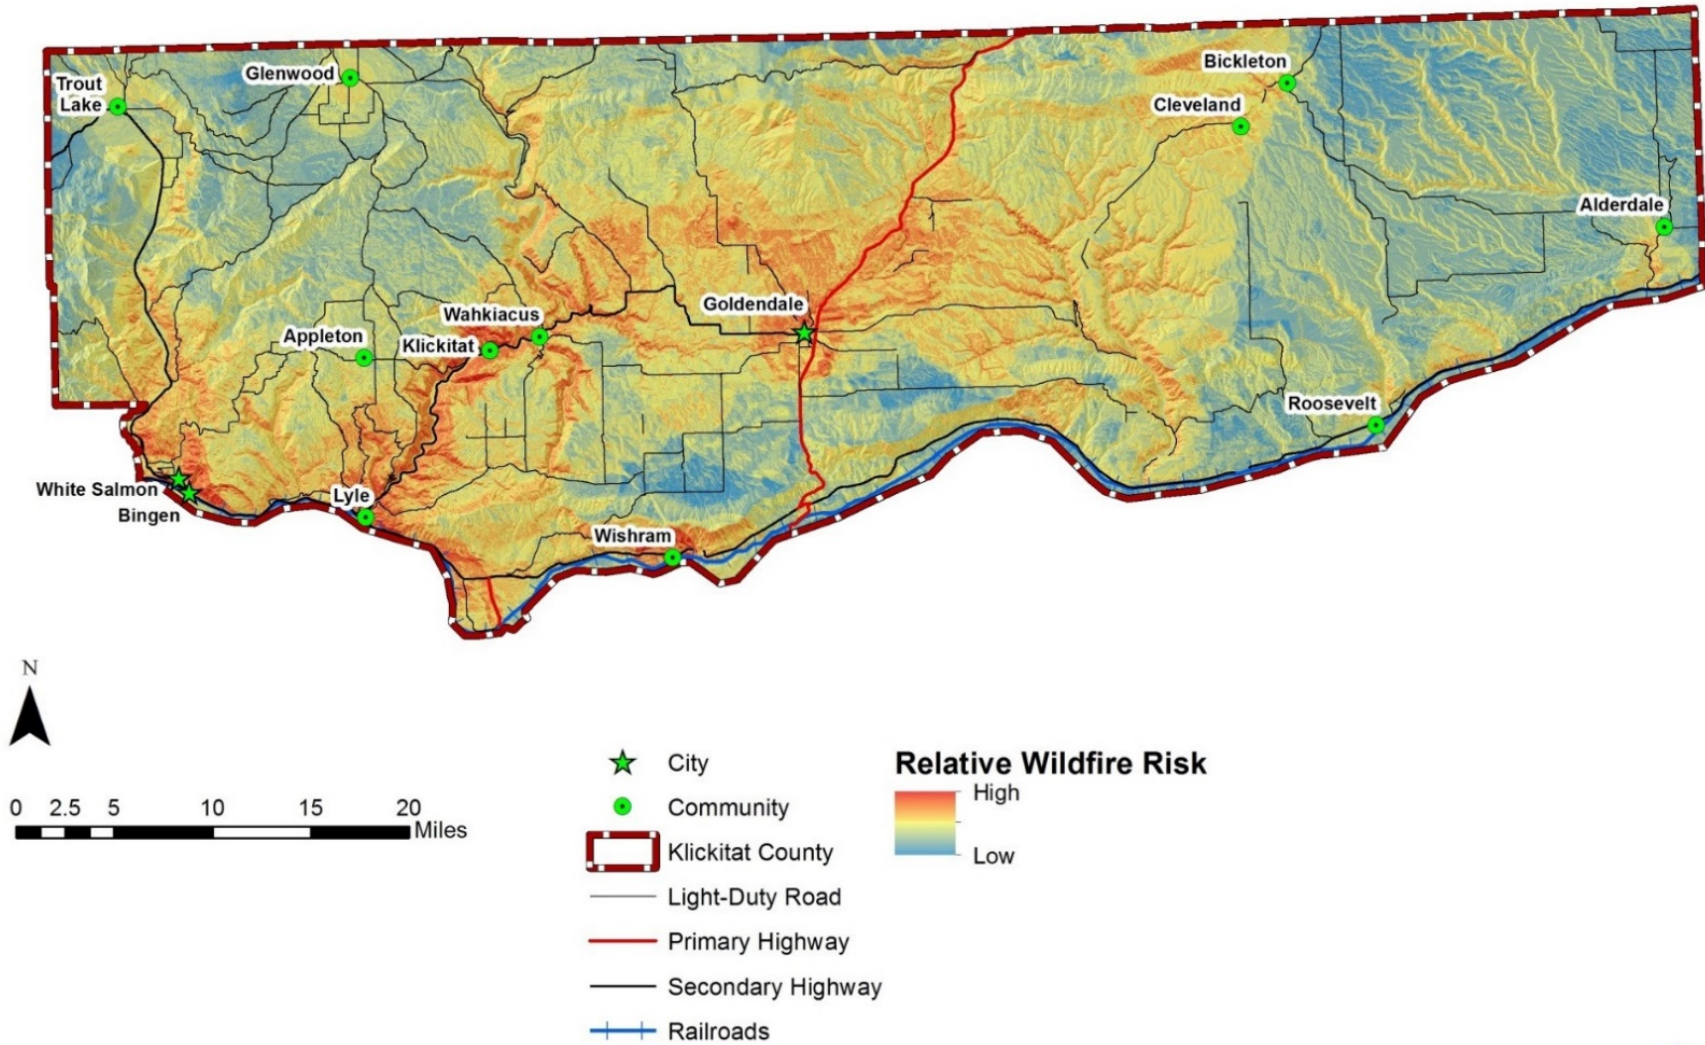 Trout
Lake
Glenwood
Bickleton
Cleveland
Alderdale
Goldendale
Wahkiacus
Appleton
Klickitat
Roosevelt
White Salmon
Bingen
Lyle
Wishram
N
0 2.5 5 10 15 20
Miles
City
Community
Klickitat County
Light-Duty Road
Primary Highway
Secondary Highway
Railroads
Relative Wildfire Risk
High
Low